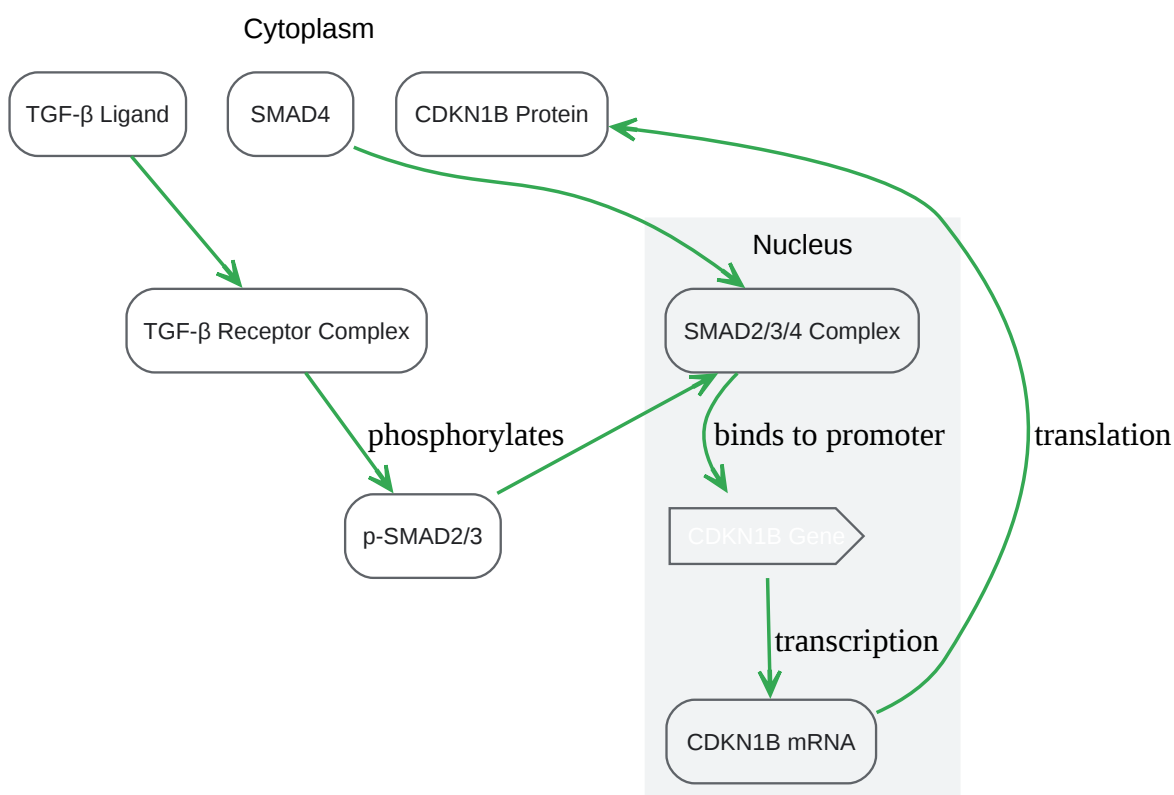 Cytoplasm
TGF-β Ligand
SMAD4
CDKN1B Protein
Nucleus
TGF-β Receptor Complex
SMAD2/3/4 Complex
phosphorylates
binds to promoter
translation
p-SMAD2/3
CDKN1B Gene
transcription
CDKN1B mRNA